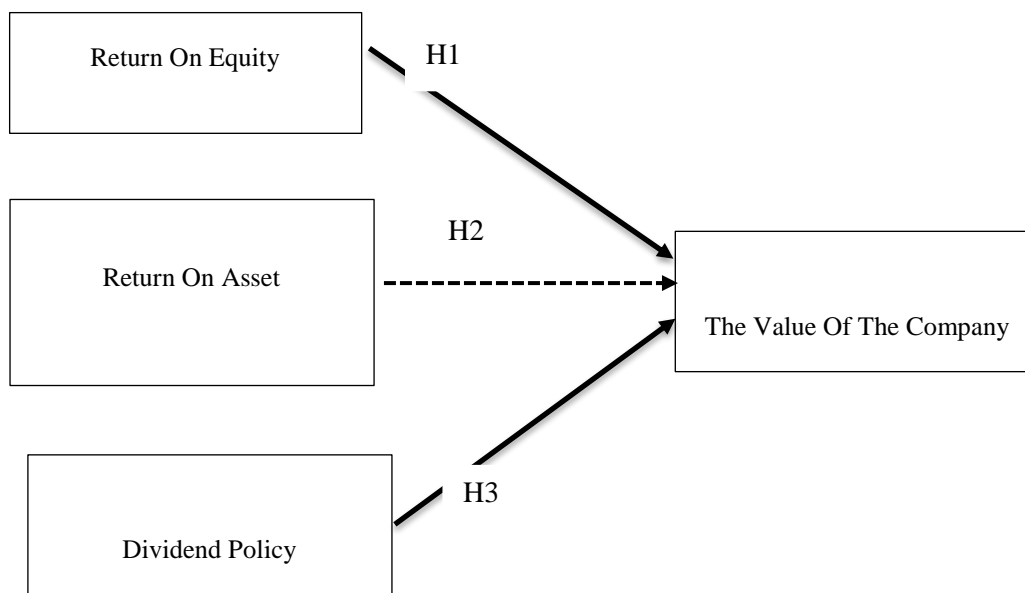 Return On Equity
H1
H2
Return On Asset
The Value Of The Company
H3
Dividend Policy